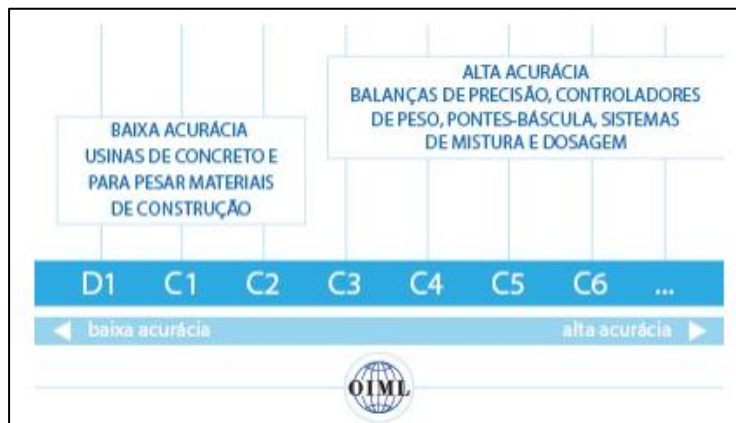 BAIXA ACURÁCIA
USINAS DE CONCRETO E
PARA PESAR MATERIAIS
DE CONSTRUÇÃO
ALTA ACURÁCIA
BALANÇAS DE PRECISÃO, CONTROLADORES
DE PESO, PONTES-BÁSCULA, SISTEMAS
DE MISTURA E DOSAGEM
D1 C1 C2 C3 C4 C5 C6 ...
baixa acurácia alta acurácia
OIML